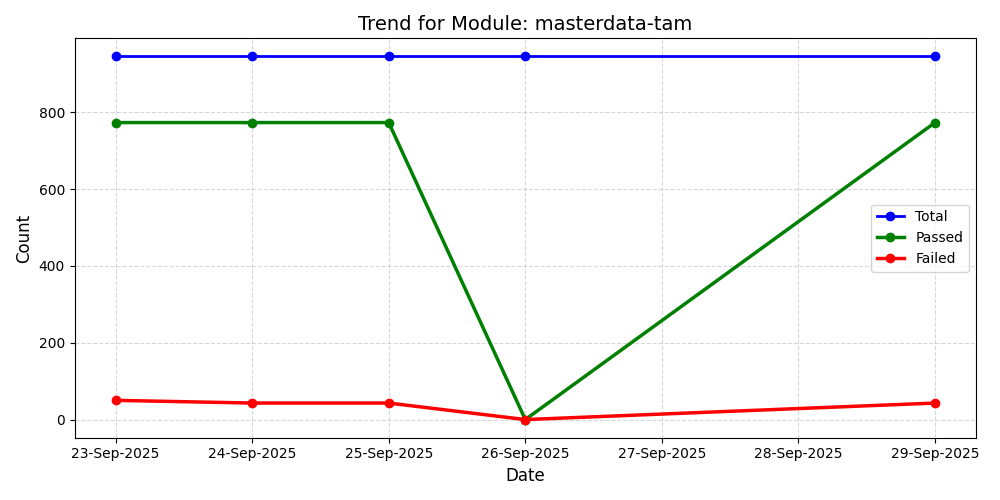 Trend for Module: masterdata-tam
800
600
400
200
0
Count
Total
Passed
Failed
23-Sep-2025 24-Sep-2025 25-Sep-2025 26-Sep-2025 27-Sep-2025 28-Sep-2025 29-Sep-2025
Date